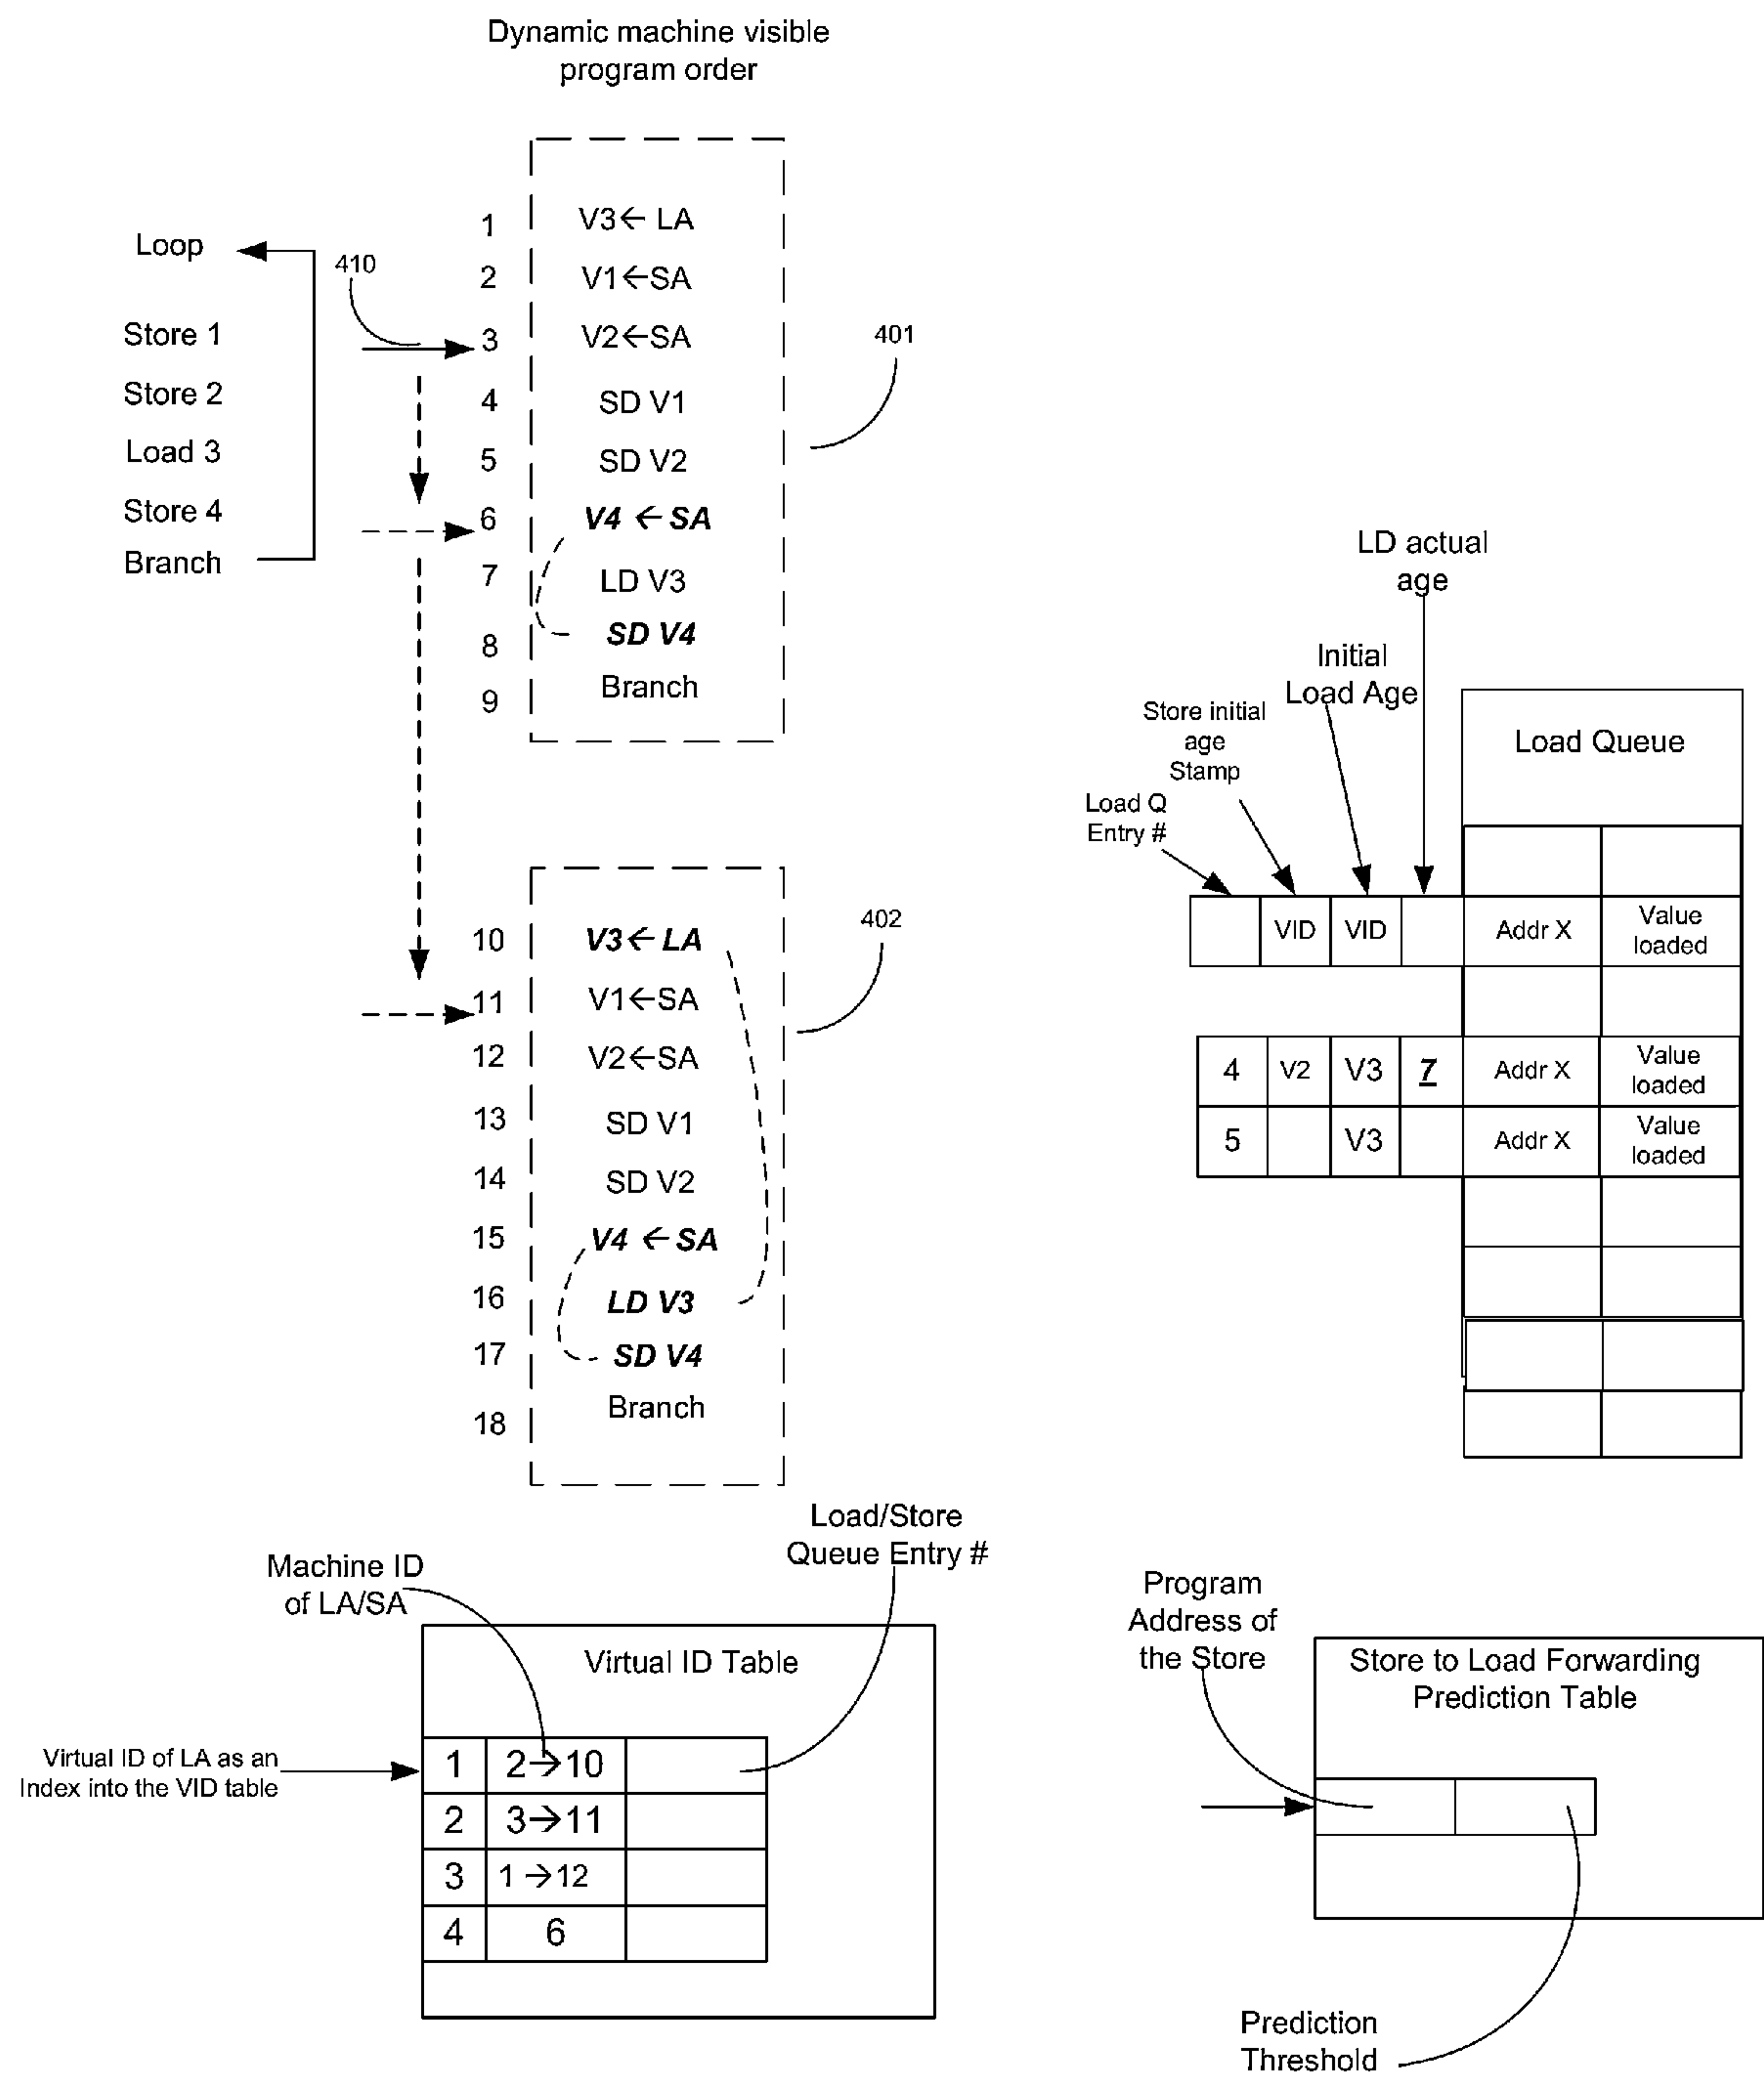 Dynamic machine visible
program order
Loop
Store 1
Store 2
Load 3
Store 4
Branch
410
1 V3← LA
2 V1←SA
3 V2←SA
4 SD V1
5 SD V2
6 V4 ← SA
7 LD V3
8 SD V4
9 Branch
401
10 V3← LA
11 V1←SA
12 V2←SA
13 SD V1
14 SD V2
15 V4 ← SA
16 LD V3
17 SD V4
18 Branch
402
LD actual
age
Initial
Load Age
Store initial
age
Stamp
Load Q
Entry #
Load Queue
VID VID Addr X Value
loaded
4 V2 V3 7 Addr X Value
loaded
5 V3 Addr X Value
loaded
Machine ID
of LA/SA
Load/Store
Queue Entry #
Virtual ID Table
Virtual ID of LA as an
Index into the VID table
1 2→10
2 3→11
3 1→12
4 6
Program
Address of
the Store
Store to Load Forwarding
Prediction Table
Prediction
Threshold